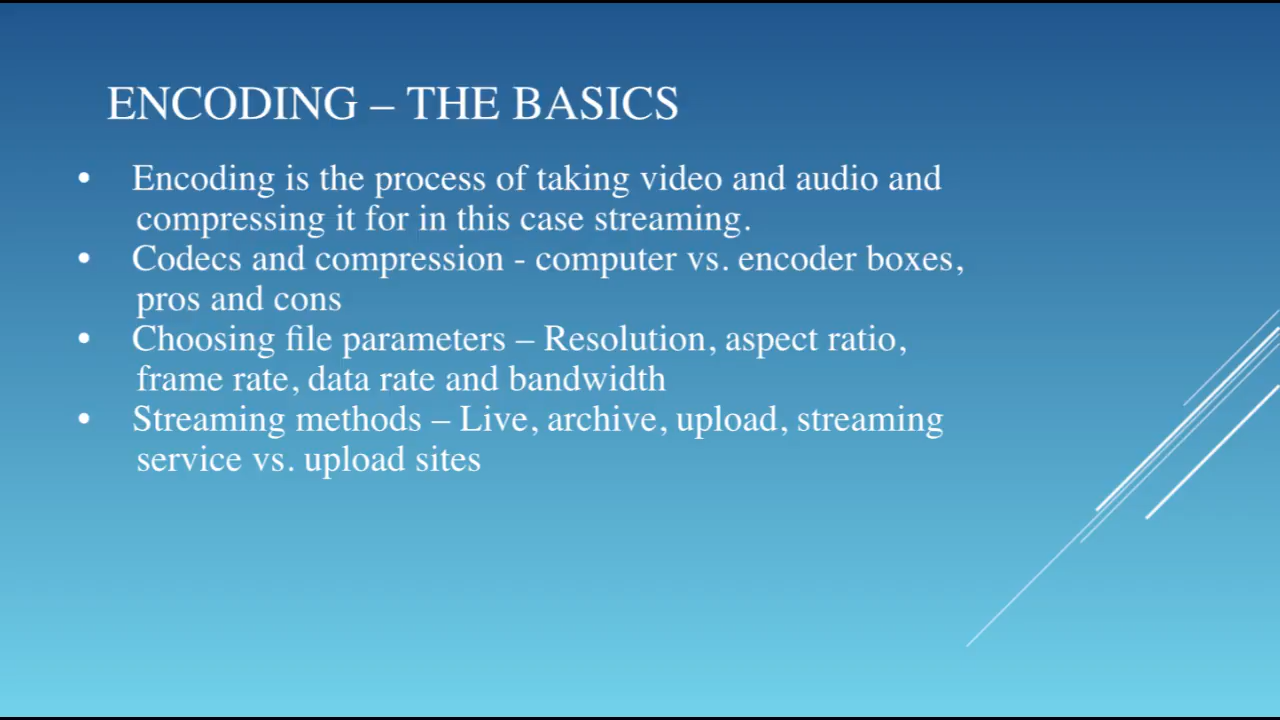 ENCODING – THE BASICS
• Encoding is the process of taking video and audio and
compressing it for in this case streaming.
• Codecs and compression - computer vs. encoder boxes,
pros and cons
• Choosing file parameters – Resolution, aspect ratio,
frame rate, data rate and bandwidth
• Streaming methods – Live, archive, upload, streaming
service vs. upload sites